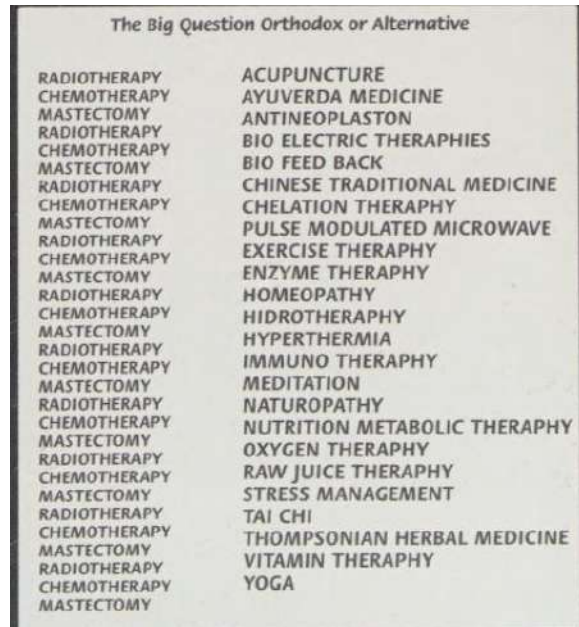 The Big Question Orthodox or Alternative
RADIOTHERAPY
CHEMOTHERAPY
MASTECTOMY
RADIOTHERAPY
CHEMOTHERAPY
MASTECTOMY
RADIOTHERAPY
CHEMOTHERAPY
MASTECTOMY
RADIOTHERAPY
CHEMOTHERAPY
MASTECTOMY
RADIOTHERAPY
CHEMOTHERAPY
MASTECTOMY
RADIOTHERAPY
CHEMOTHERAPY
MASTECTOMY
RADIOTHERAPY
CHEMOTHERAPY
MASTECTOMY
RADIOTHERAPY
CHEMOTHERAPY
MASTECTOMY
RADIOTHERAPY
CHEMOTHERAPY
MASTECTOMY
RADIOTHERAPY
CHEMOTHERAPY
MASTECTOMY
ACUPUNCTURE
AYUVERDA MEDICINE
ANTINEOPLASTON
BIO ELECTRIC THERAPHIES
BIO FEED BACK
CHINESE TRADITIONAL MEDICINE
CHELATION THERAPHY
PULSE MODULATED MICROWAVE
EXERCISE THERAPHY
ENZYME THERAPHY
HOMEOPATHY
HIDROTHERAPHY
HYPERTHERMIA
IMMUNO THERAPHY
MEDITATION
NATUROPATHY
NUTRITION METABOLIC THERAPHY
OXYGEN THERAPHY
RAW JUICE THERAPHY
STRESS MANAGEMENT
TAI CHI
THOMPSONIAN HERBAL MEDICINE
VITAMIN THERAPHY
YOGA